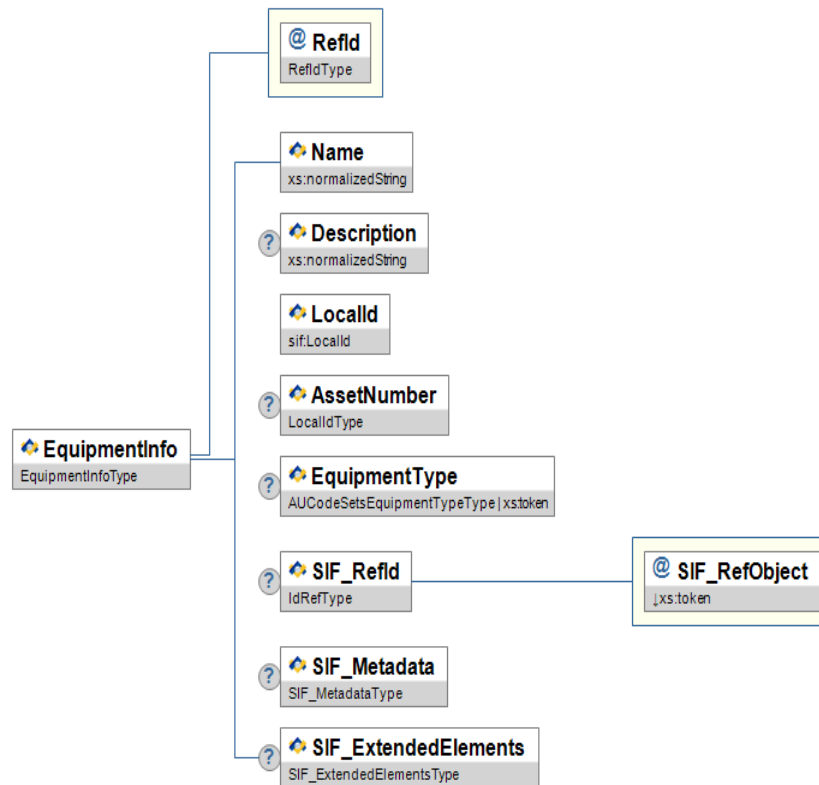 @ RefId
RefIdType
Name
xs:normalizedString
? Description
xs:normalizedString
LocalId
sif:LocalId
? AssetNumber
LocalIdType
EquipmentInfo
EquipmentInfoType
? EquipmentType
AUCodeSetsEquipmentTypeType | xs:token
? SIF_RefId
IdRefType
@ SIF_RefObject
↓xs:token
? SIF_Metadata
SIF_MetadataType
? SIF_ExtendedElements
SIF_ExtendedElementsType